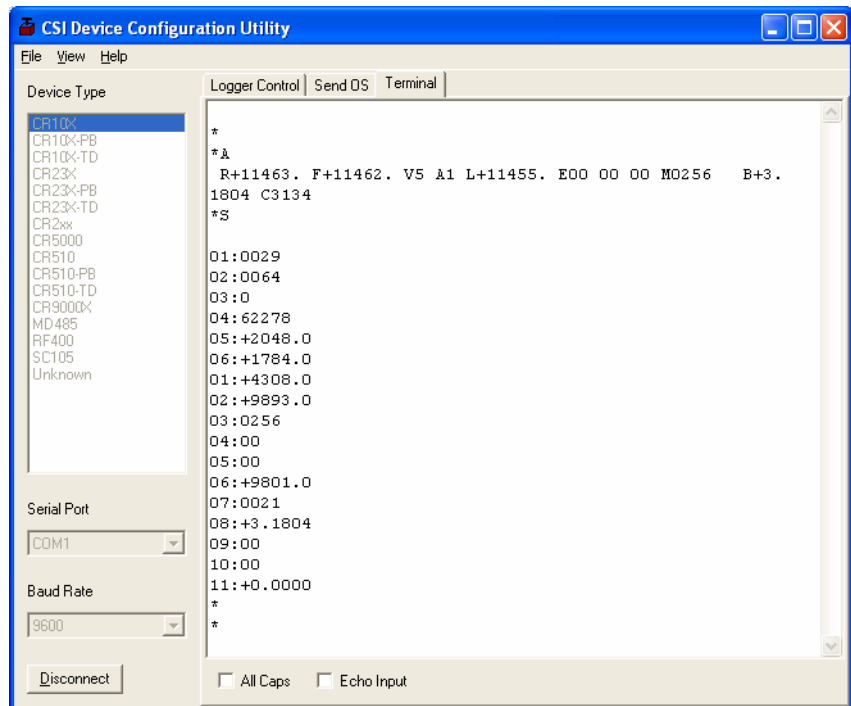 CSI Device Configuration Utility
File View Help
Device Type
CR10X
CR10X-PB
CR10X-TD
CR23X
CR23X-PB
CR23X-TD
CR2xx
CR5000
CR510
CR510-PB
CR510-TD
CR9000X
MD485
RF400
SC105
Unknown
Serial Port
COM1
Baud Rate
9600
Disconnect
Logger Control Send OS Terminal
*
*A
R+11463. F+11462. V5 A1 L+11455. E00 00 00 M0256 B+3.
1804 C3134
*S
01:0029
02:0064
03:0
04:62278
05:+2048.0
06:+1784.0
01:+4308.0
02:+9893.0
03:0256
04:00
05:00
06:+9801.0
07:0021
08:+3.1804
09:00
10:00
11:+0.0000
*
*
All Caps Echo Input